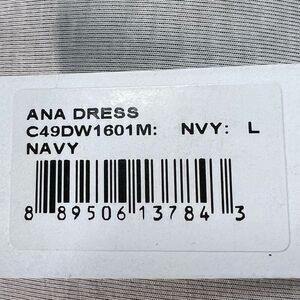 ANA DRESS
C49DW1601M: NVY: L
NAVY
8 89506 13784 3